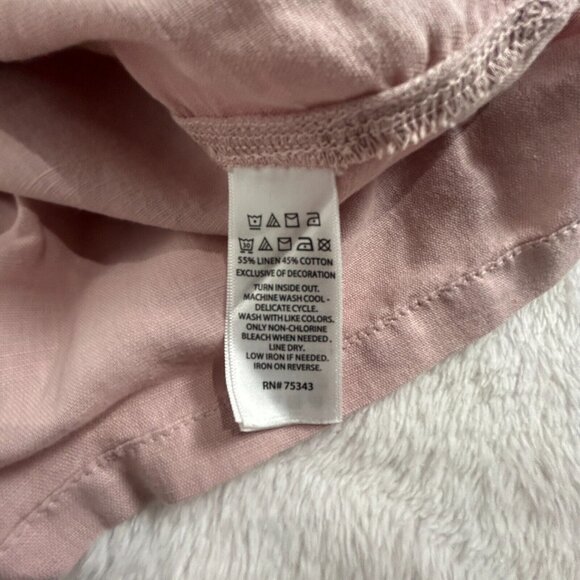 30
55% LINEN 45% COTTON
EXCLUSIVE OF DECORATION
TURN INSIDE OUT.
MACHINE WASH COOL -
DELICATE CYCLE.
WASH WITH LIKE COLORS.
ONLY NON-CHLORINE
BLEACH WHEN NEEDED.
LINE DRY.
LOW IRON IF NEEDED.
IRON ON REVERSE.
RN# 75343